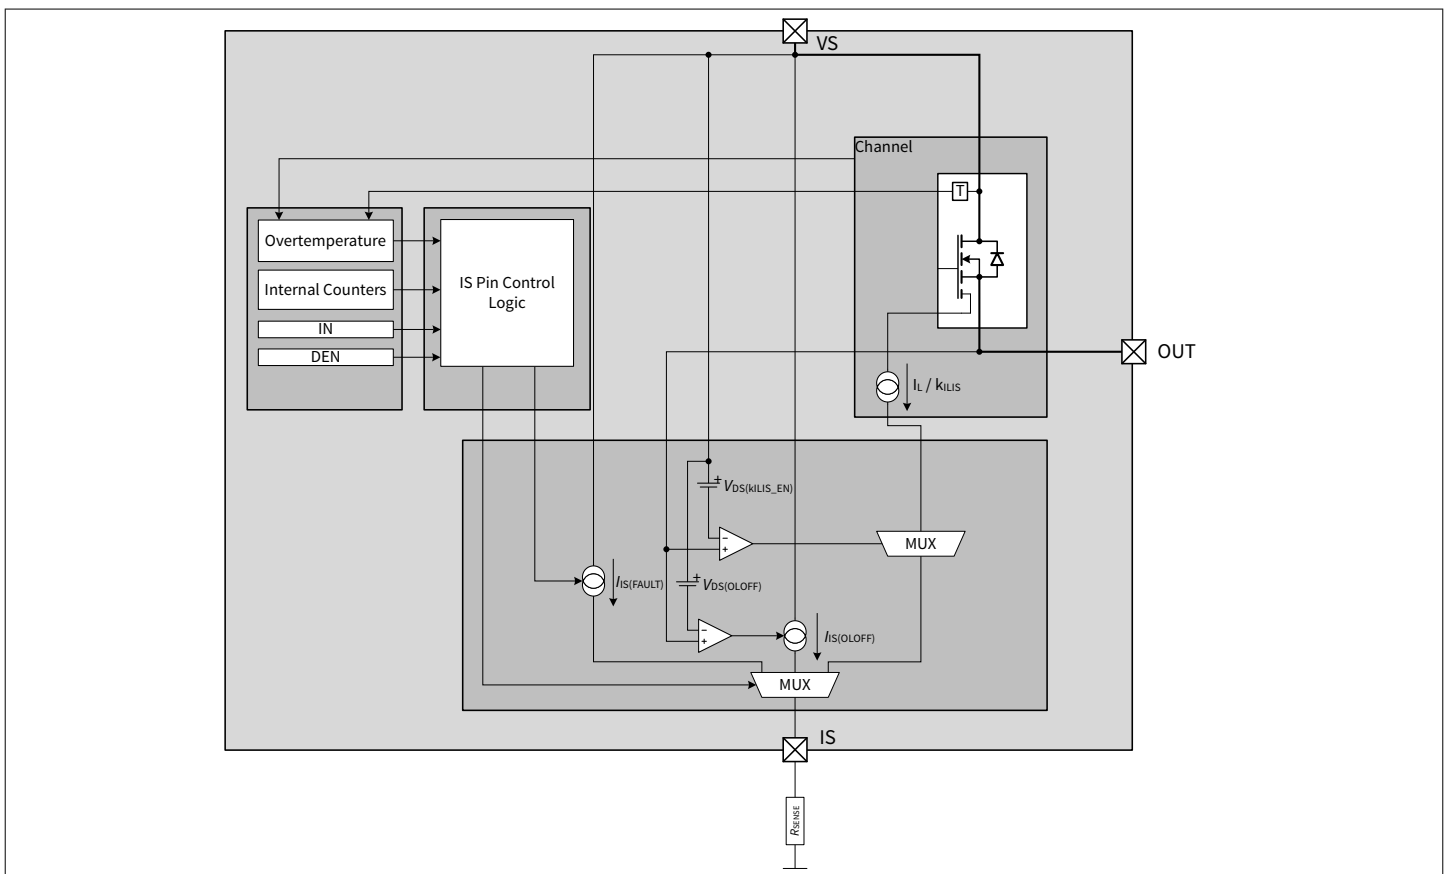 VS
Channel
T
Overtemperature
IS Pin Control
Logic
Internal Counters
IN
DEN
OUT
IL / kILIS
+
VDS(kILIS_EN)
−
+
MUX
IIS(FAULT)
+
VDS(OLOFF)
−
+
IIS(OLOFF)
MUX
IS
RSENSE